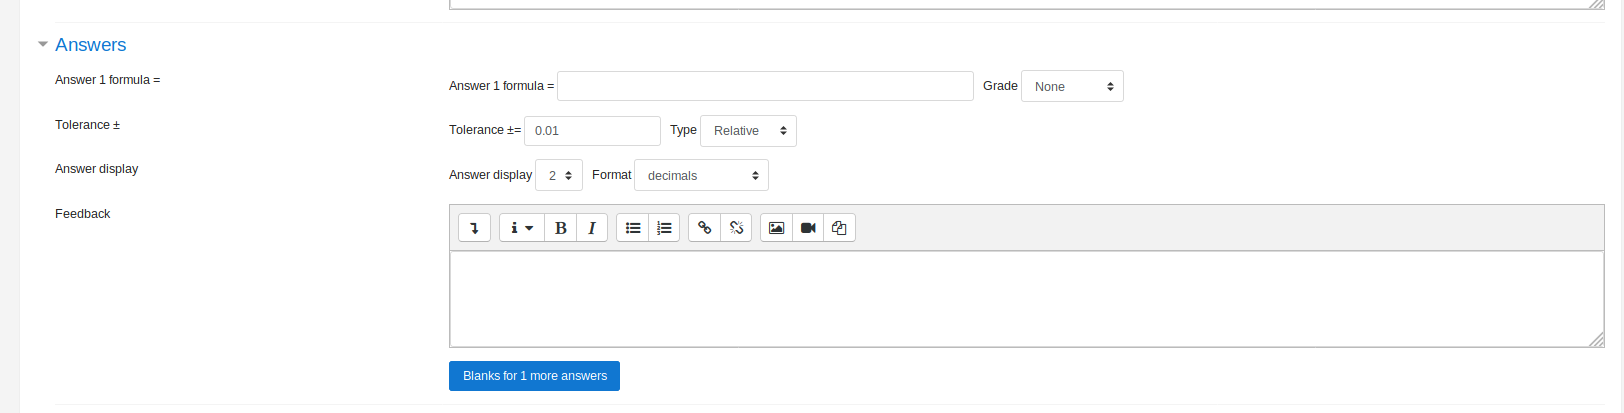 Answers
Answer 1 formula =
Answer 1 formula = Grade None
Tolerance ±
Tolerance ±= 0.01 Type Relative
Answer display
Answer display 2 Format decimals
Feedback
B I
Blanks for 1 more answers